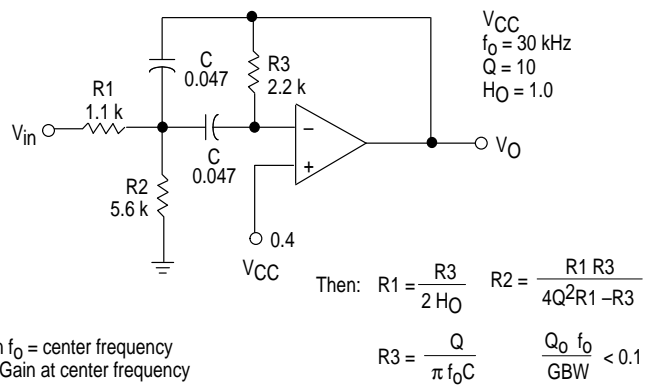 VCC
fo = 30 kHz
Q = 10
HO = 1.0
C
0.047
R3
2.2 k
R1
1.1 k
Vin
C
0.047
−
+
VO
R2
5.6 k
0.4
VCC
Then: R1 = R3 / 2 HO
R2 = R1 R3 / 4Q²R1 –R3
R3 = Q / π foC
Qo fo / GBW < 0.1
fo = center frequency
Gain at center frequency